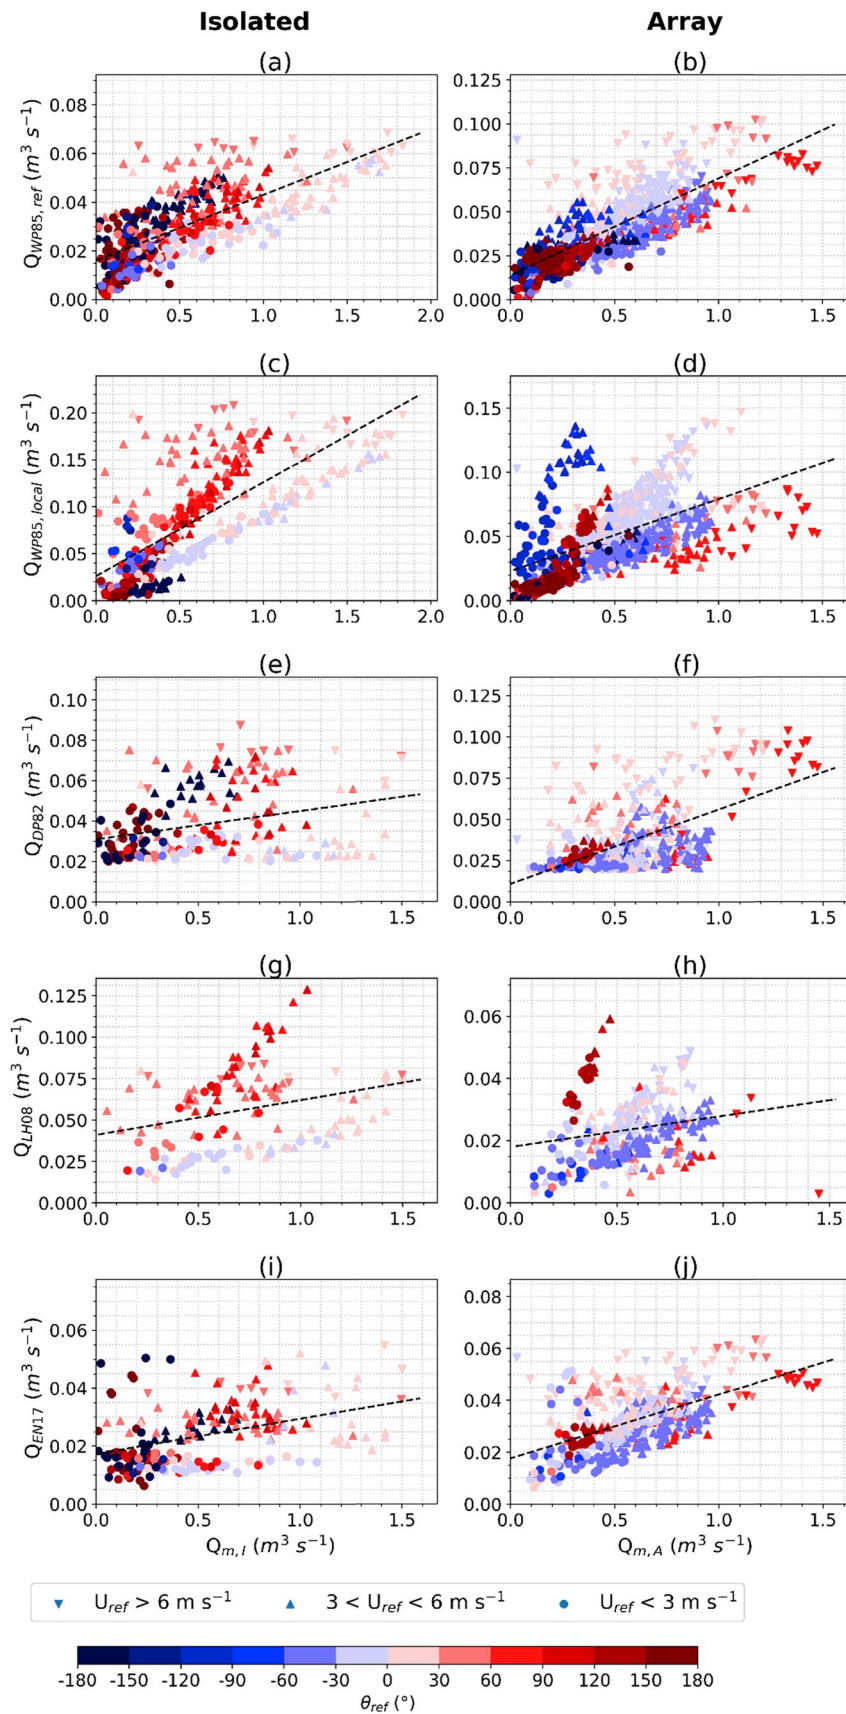 Isolated
Array
(a)
(b)
Q_WP85, ref (m³ s⁻¹)
0.08
0.06
0.04
0.02
0.00
0.125
0.100
0.075
0.050
0.025
0.000
0.0 0.5 1.0 1.5 2.0
0.0 0.5 1.0 1.5
(c)
(d)
Q_WP85, local (m³ s⁻¹)
0.20
0.15
0.10
0.05
0.00
0.15
0.10
0.05
0.00
0.0 0.5 1.0 1.5 2.0
0.0 0.5 1.0 1.5
(e)
(f)
Q_DP82 (m³ s⁻¹)
0.10
0.08
0.06
0.04
0.02
0.00
0.125
0.100
0.075
0.050
0.025
0.000
0.0 0.5 1.0 1.5
0.0 0.5 1.0 1.5
(g)
(h)
Q_LH08 (m³ s⁻¹)
0.125
0.100
0.075
0.050
0.025
0.000
0.06
0.04
0.02
0.00
0.0 0.5 1.0 1.5
0.0 0.5 1.0 1.5
(i)
(j)
Q_EN17 (m³ s⁻¹)
0.06
0.04
0.02
0.00
0.08
0.06
0.04
0.02
0.00
0.0 0.5 1.0 1.5
0.0 0.5 1.0 1.5
Q_m, I (m³ s⁻¹)
Q_m, A (m³ s⁻¹)
U_ref > 6 m s⁻¹ 3 < U_ref < 6 m s⁻¹ U_ref < 3 m s⁻¹
-180 -150 -120 -90 -60 -30 0 30 60 90 120 150 180
θ_ref (°)